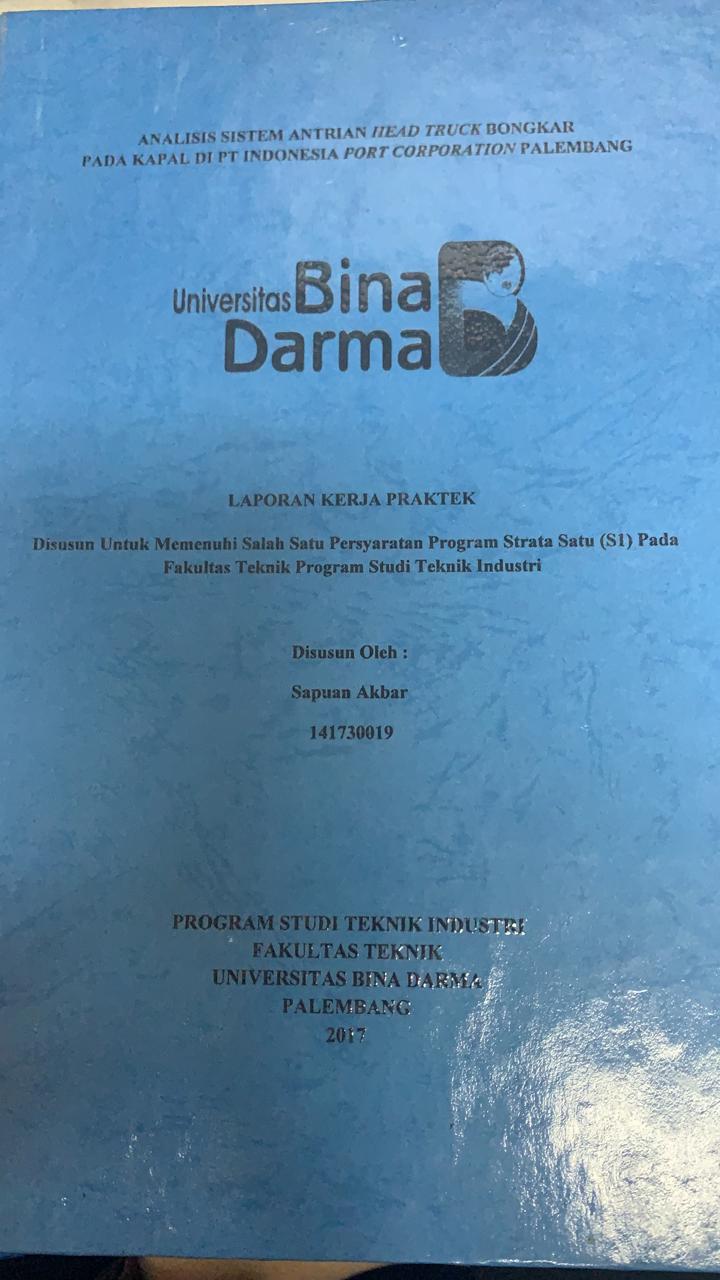 ANALISIS SISTEM ANTRIAN HEAD TRUCK BONGKAR
PADA KAPAL DI PT INDONESIA PORT CORPORATION PALEMBANG
Universitas Bina
Darma
LAPORAN KERJA PRAKTEK
Disusun Untuk Memenuhi Salah Satu Persyaratan Program Strata Satu (S1) Pada
Fakultas Teknik Program Studi Teknik Industri
Disusun Oleh :
Sapuan Akbar
141730019
PROGRAM STUDI TEKNIK INDUSTRI
FAKULTAS TEKNIK
UNIVERSITAS BINA DARMA
PALEMBANG
2017